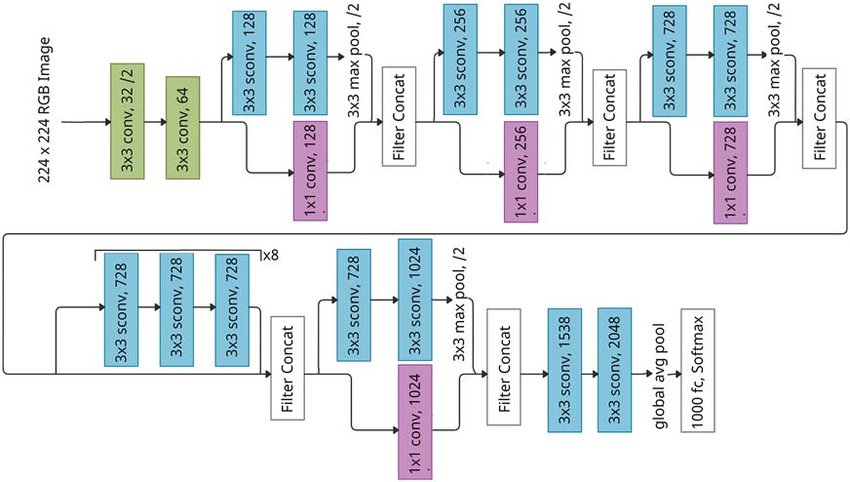 224 x 224 RGB Image
3x3 conv, 32 /2
3x3 conv, 64
3x3 sconv, 128
3x3 sconv, 128
3x3 max pool, /2
1x1 conv, 128
Filter Concat
3x3 sconv, 256
3x3 sconv, 256
3x3 max pool, /2
1x1 conv, 256
Filter Concat
3x3 sconv, 728
3x3 sconv, 728
3x3 max pool, /2
1x1 conv, 728
Filter Concat
3x3 sconv, 728
3x3 sconv, 728
3x3 sconv, 728
x8
Filter Concat
3x3 sconv, 728
3x3 sconv, 1024
3x3 max pool, /2
1x1 conv, 1024
Filter Concat
3x3 sconv, 1538
3x3 sconv, 2048
global avg pool
1000 fc, Softmax